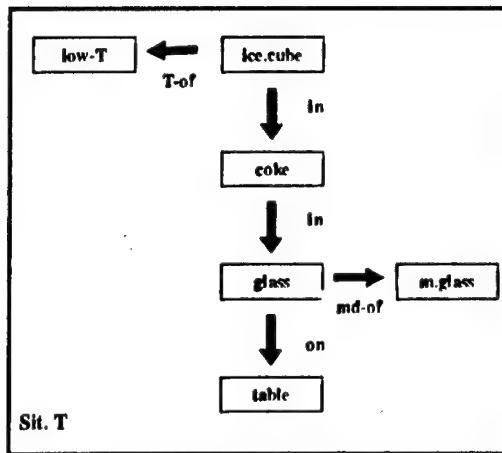 low-T
ice.cube
T-of
in
coke
in
glass
m.glass
md-of
on
table
Sit. T